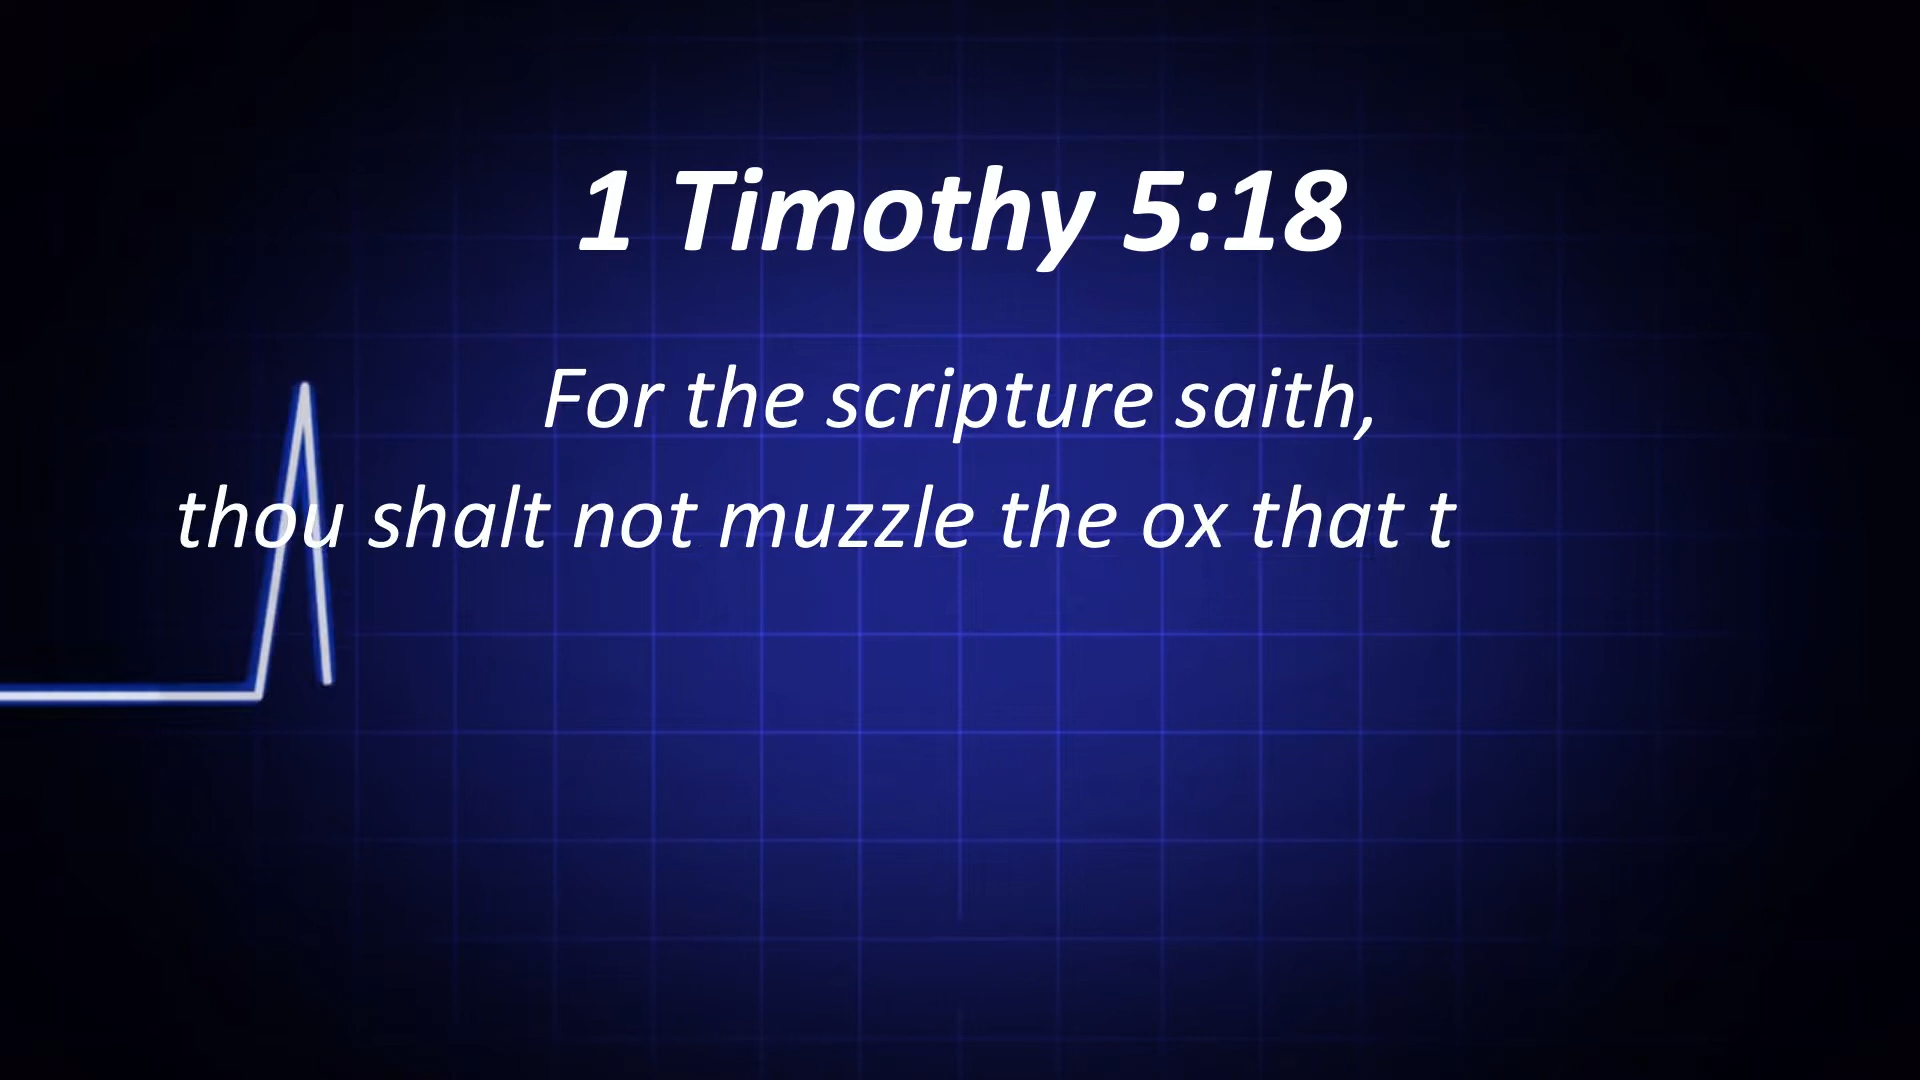 1 Timothy 5:18
For the scripture saith,
thou shalt not muzzle the ox that t